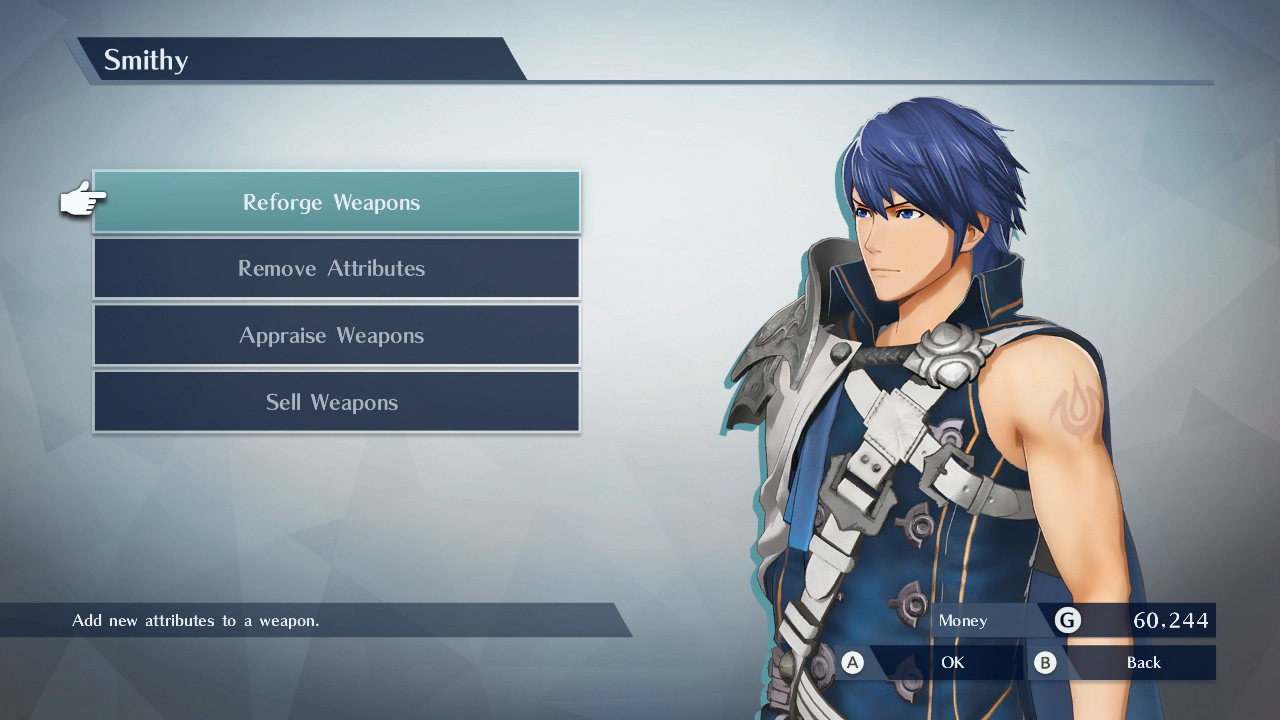 Smithy
Reforge Weapons
Remove Attributes
Appraise Weapons
Sell Weapons
Add new attributes to a weapon.
Money G 60,244
A OK B Back